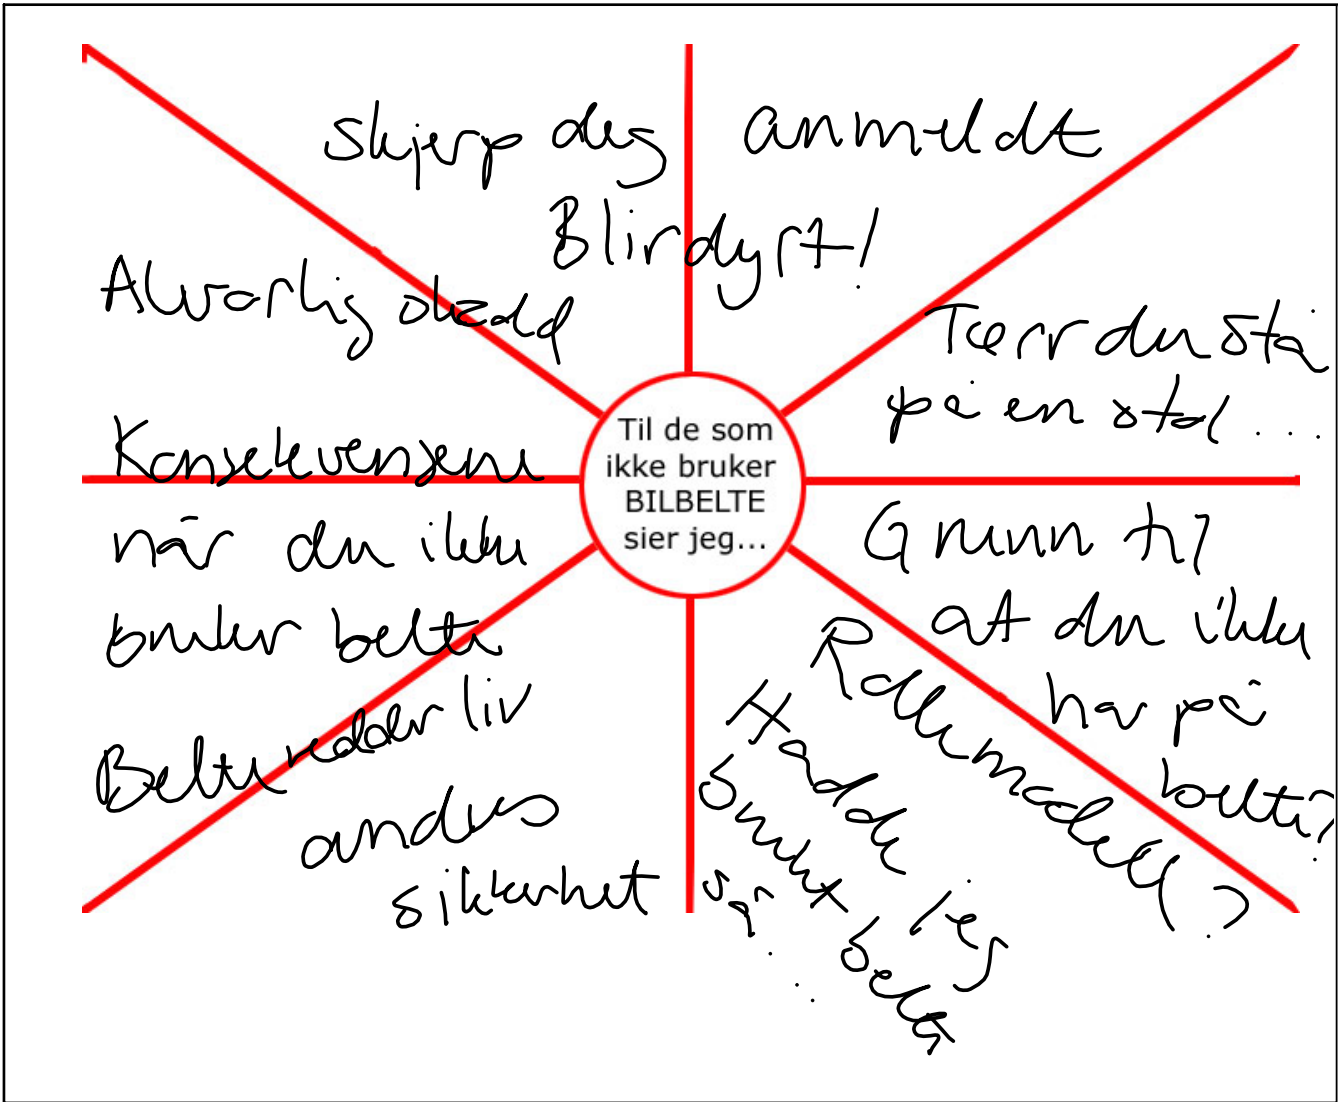 skjerp deg
anmeldt
Blir dyrt!
Alvorlig skadd
Tørr du stå
på en stol...
Konsekvensene
når du ikke
bruker belte
Til de som
ikke bruker
BILBELTE
sier jeg...
Grunn til
at du ikke
har på
belte?
Rollemodell?
Belte redder liv
andres
sikkerhet
Hadde jeg
brukt belte
så....